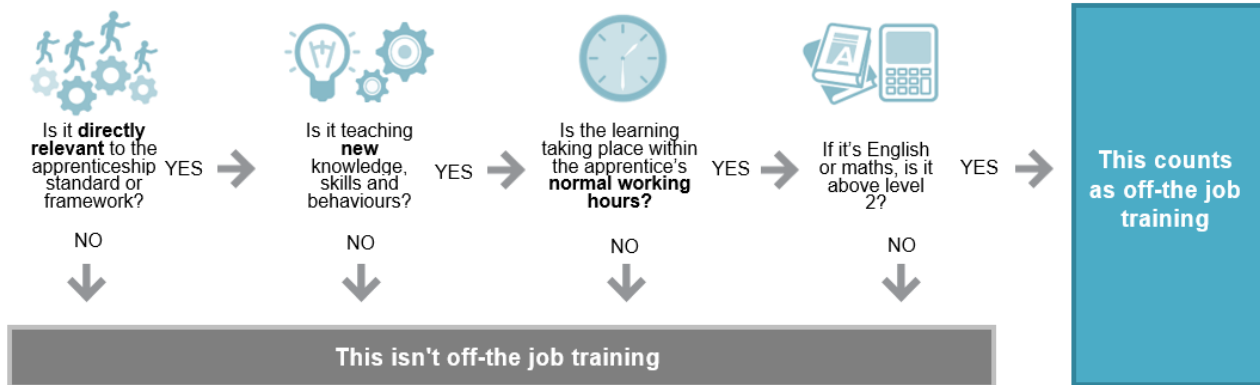 Is it directly
relevant to the
apprenticeship
standard or
framework?
YES
Is it teaching
new
knowledge,
skills and
behaviours?
YES
Is the learning
taking place within
the apprentice's
normal working
hours?
YES
If it's English
or maths, is it
above level
2?
YES
This counts
as off-the job
training
NO
NO
NO
NO
This isn't off-the job training
A